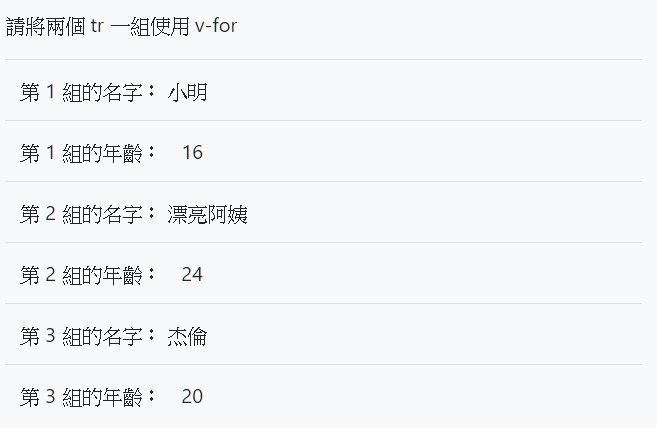 請將兩個 tr 一組使用 v-for
第 1 組的名字： 小明
第 1 組的年齡： 16
第 2 組的名字： 漂亮阿姨
第 2 組的年齡： 24
第 3 組的名字： 杰倫
第 3 組的年齡： 20